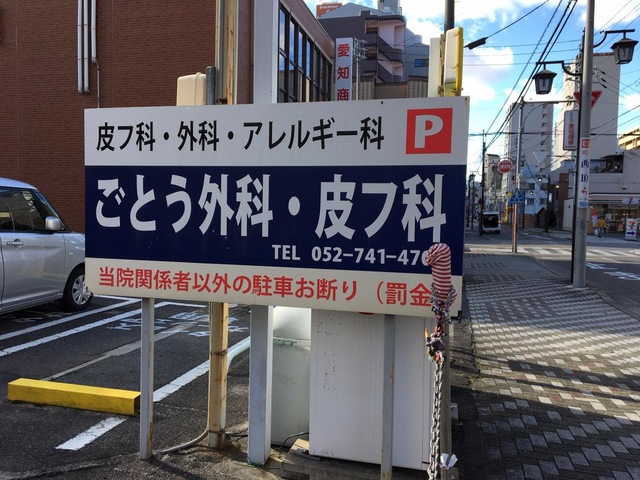 皮フ科・外科・アレルギー科 P
ごとう外科・皮フ科
TEL 052-741-47
当院関係者以外の駐車お断り（罰金
愛知商